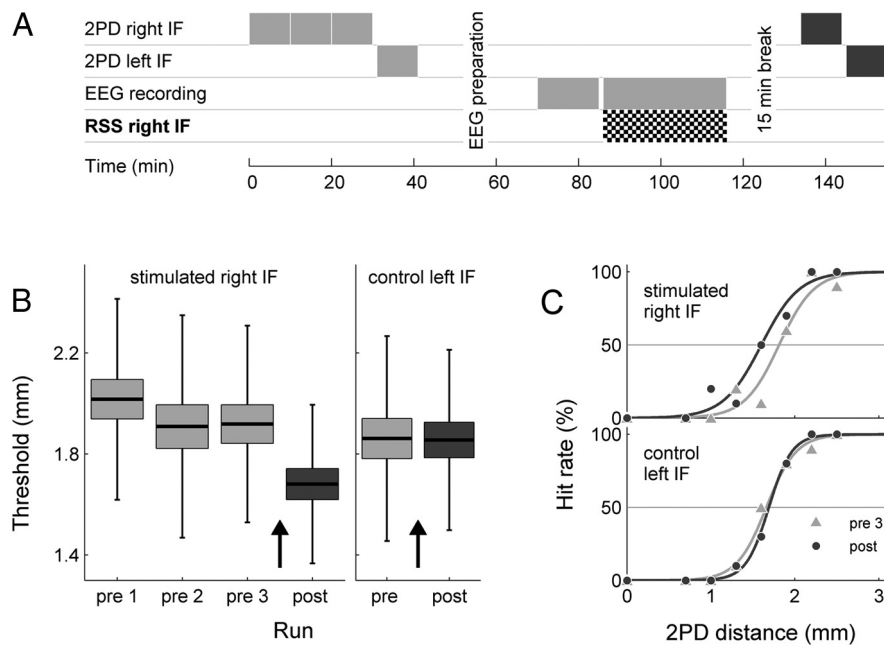 A
2PD right IF
2PD left IF
EEG recording
RSS right IF
EEG preparation
15 min break
Time (min)
0 20 40 60 80 100 120 140
B
stimulated right IF
control left IF
Threshold (mm)
2.2
1.8
1.4
pre 1 pre 2 pre 3 post
pre post
Run
C
Hit rate (%)
100
stimulated
right IF
50
0
100
control
left IF
50
pre 3
post
0
0 1 2 3
2PD distance (mm)